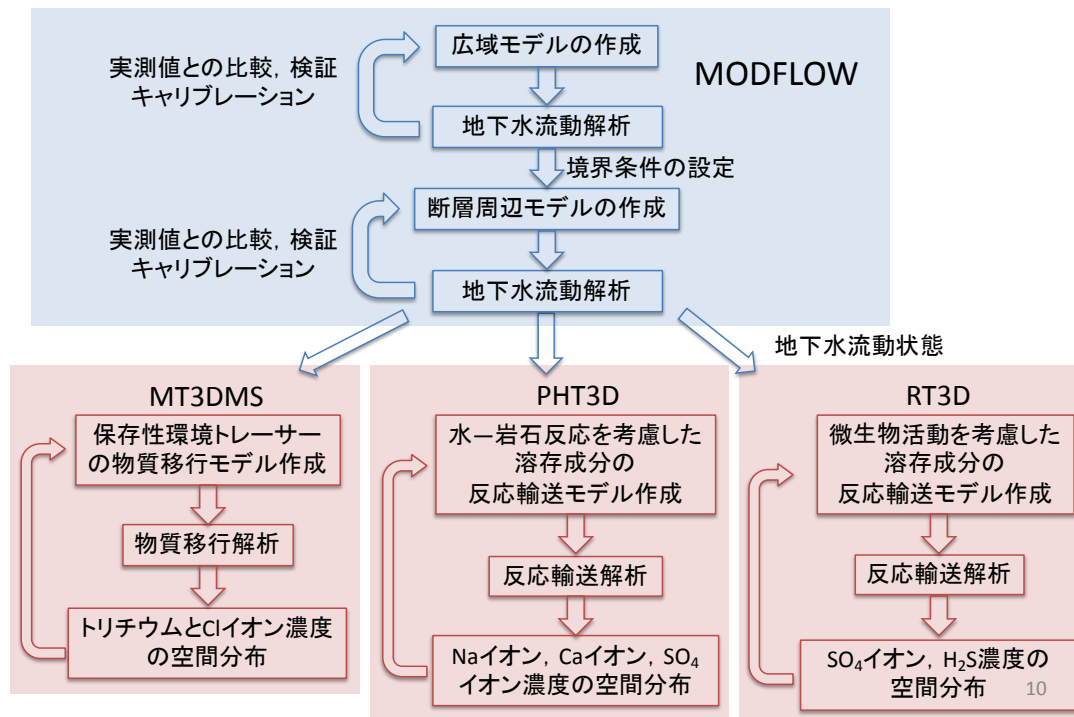 広域モデルの作成
MODFLOW
実測値との比較, 検証
キャリブレーション
地下水流動解析
境界条件の設定
断層周辺モデルの作成
実測値との比較, 検証
キャリブレーション
地下水流動解析
地下水流動状態
MT3DMS
保存性環境トレーサー
の物質移行モデル作成
物質移行解析
トリチウムとClイオン濃度
の空間分布
PHT3D
水―岩石反応を考慮した
溶存成分の
反応輸送モデル作成
反応輸送解析
Naイオン, Caイオン, SO₄
イオン濃度の空間分布
RT3D
微生物活動を考慮した
溶存成分の
反応輸送モデル作成
反応輸送解析
SO₄イオン, H₂S濃度の
空間分布
10